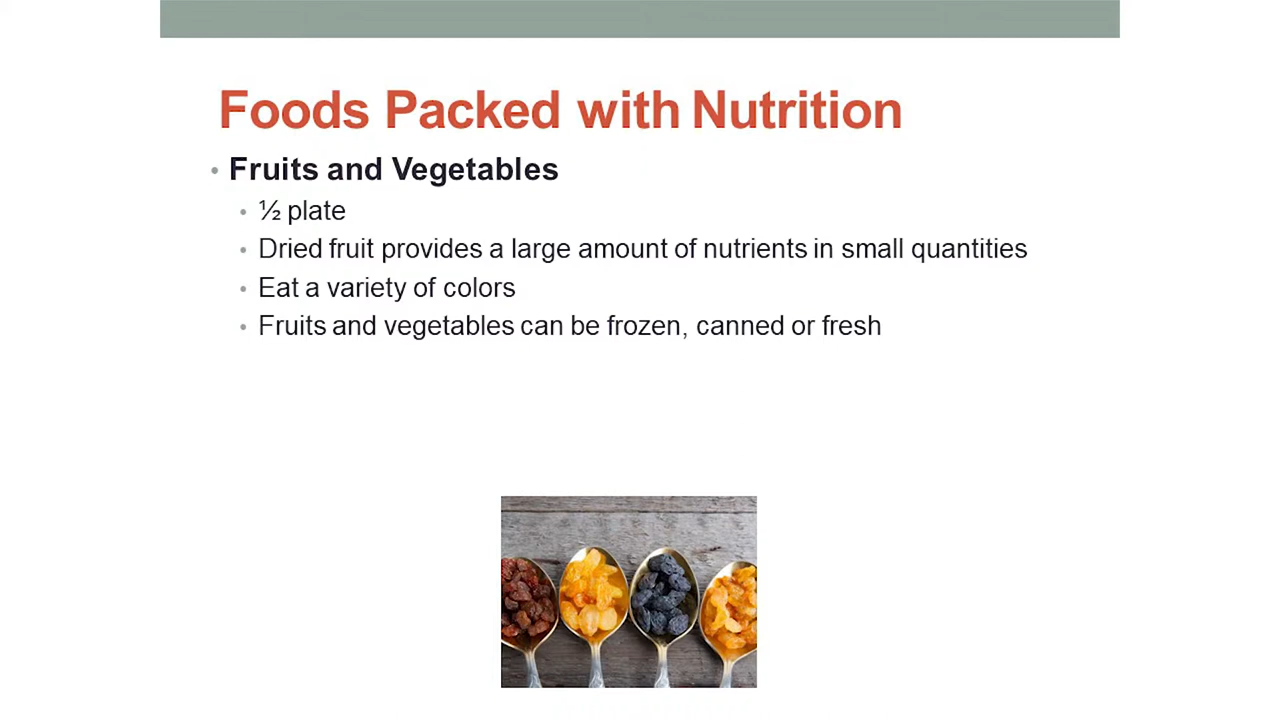 Foods Packed with Nutrition
• Fruits and Vegetables
• ½ plate
• Dried fruit provides a large amount of nutrients in small quantities
• Eat a variety of colors
• Fruits and vegetables can be frozen, canned or fresh